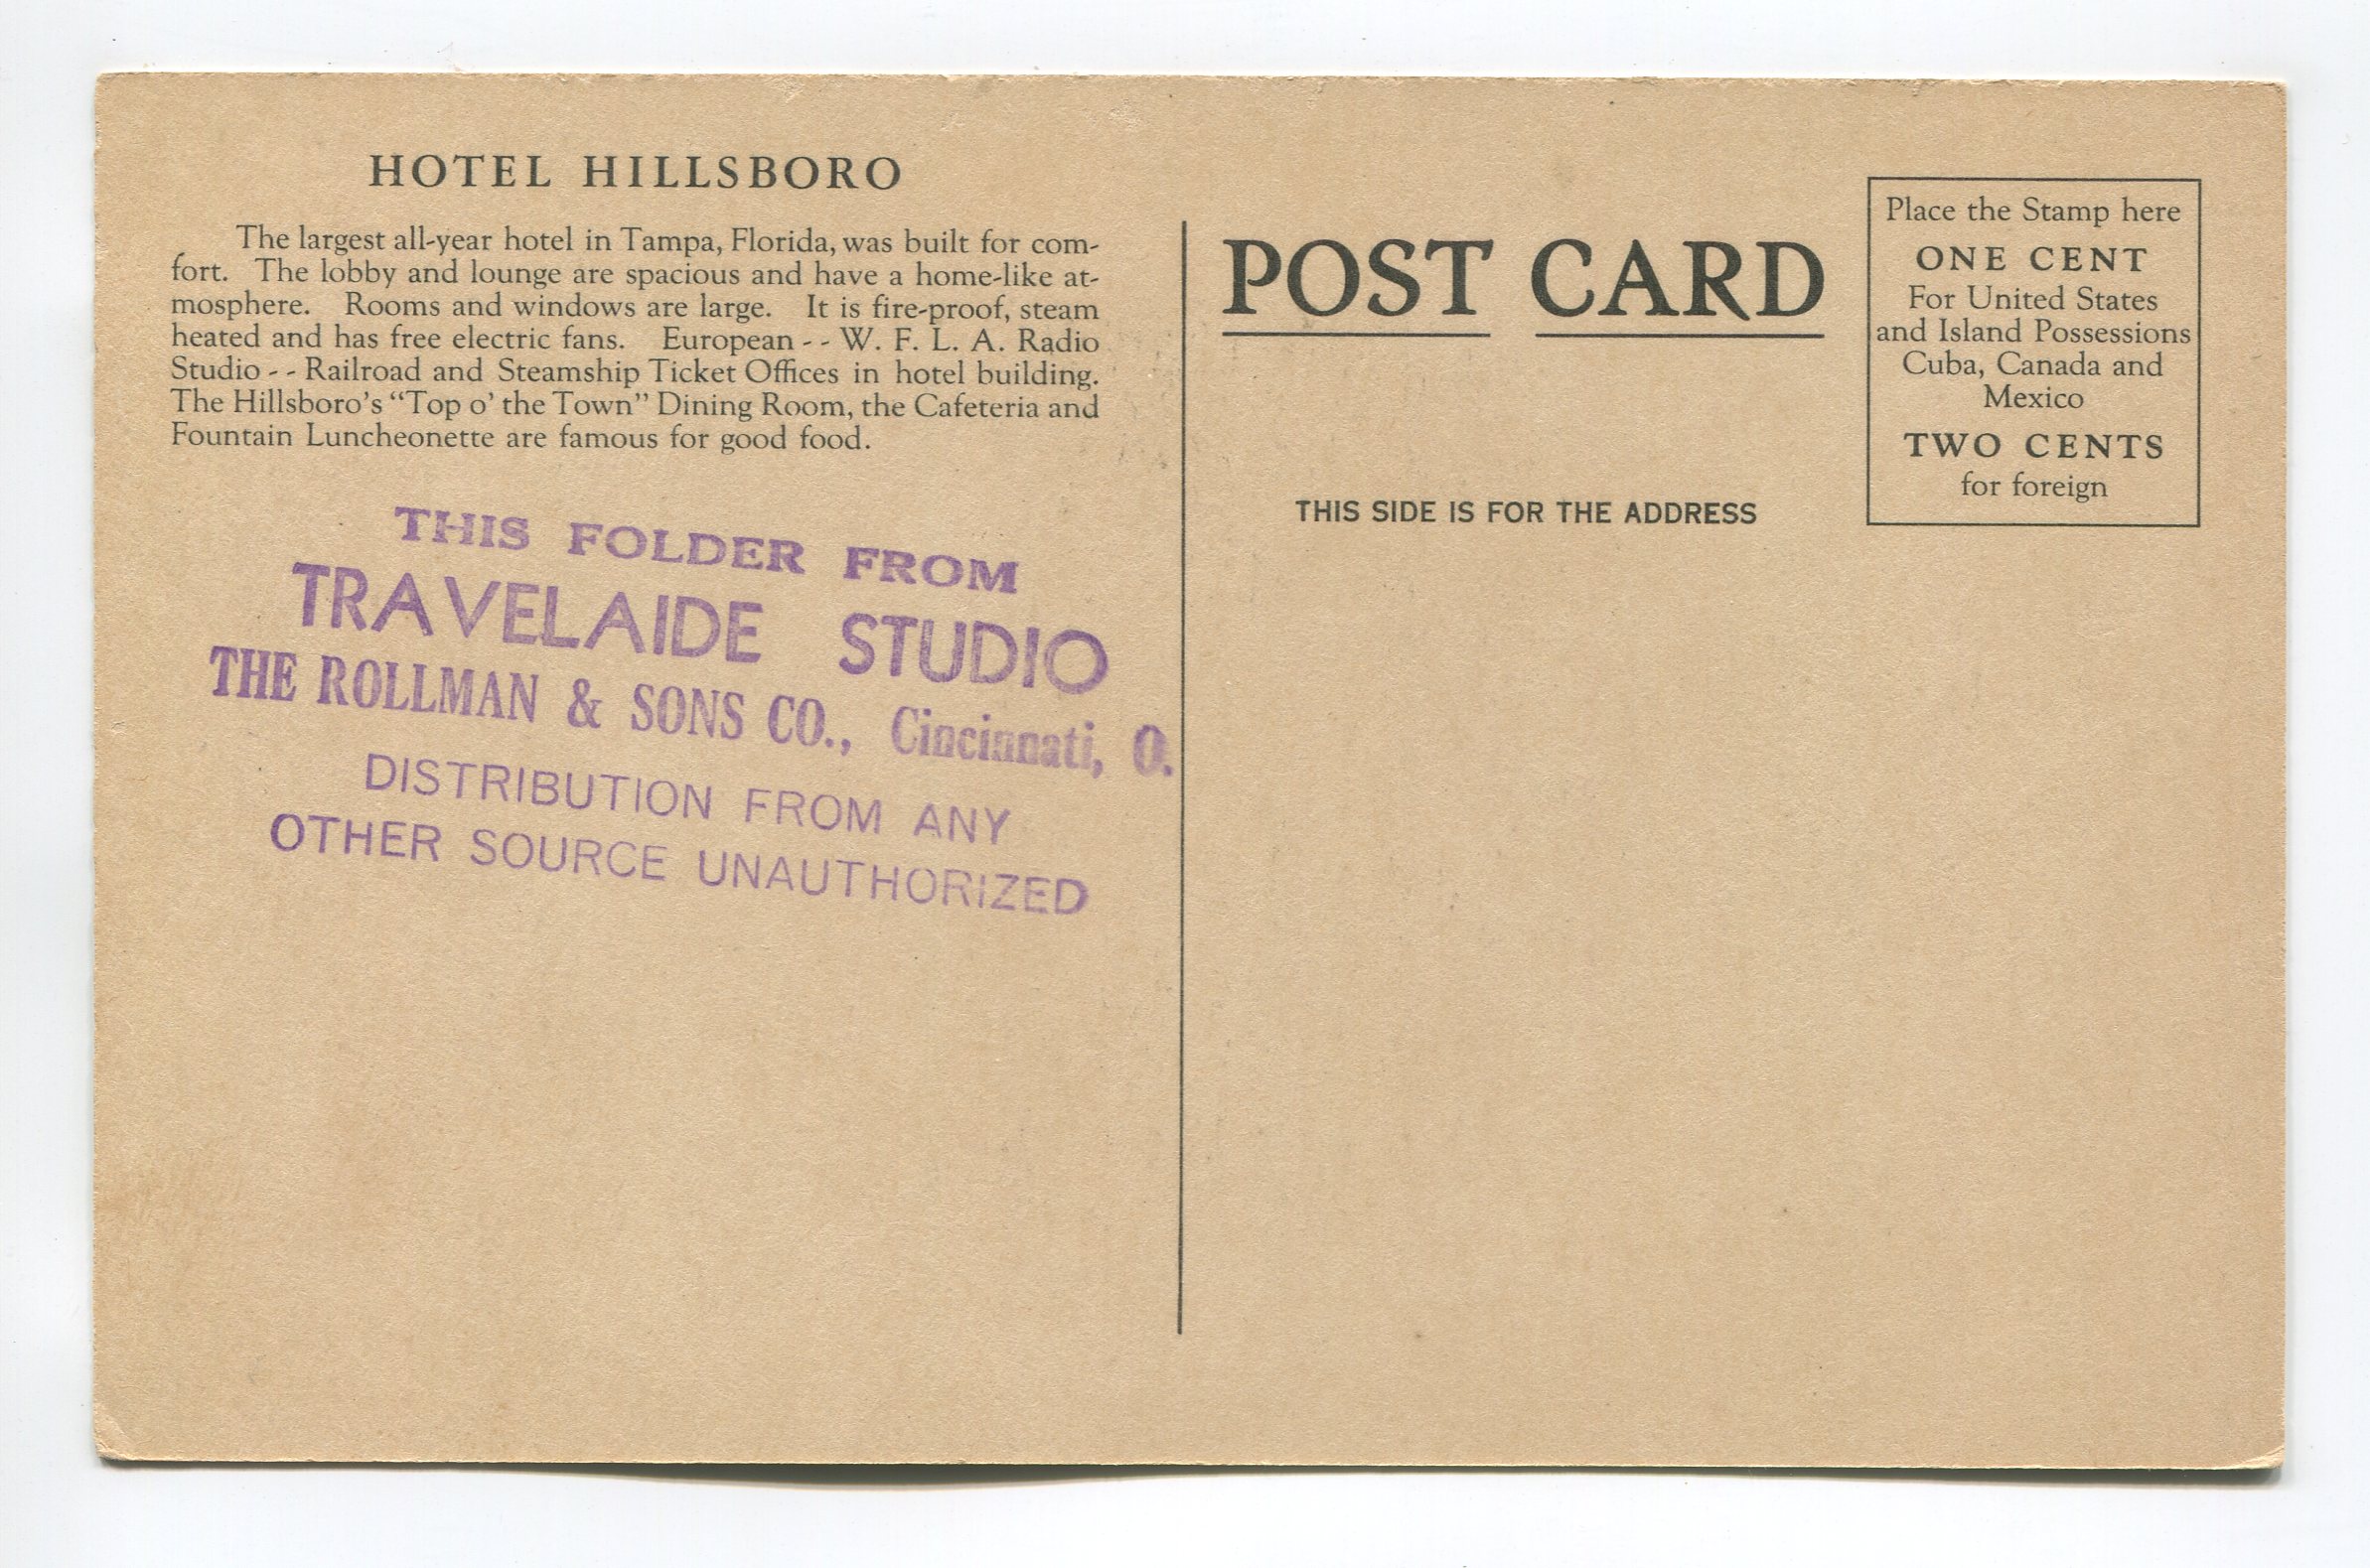 HOTEL HILLSBORO
The largest all-year hotel in Tampa, Florida, was built for com-
fort. The lobby and lounge are spacious and have a home-like at-
mosphere. Rooms and windows are large. It is fire-proof, steam
heated and has free electric fans. European - - W. F. L. A. Radio
Studio - - Railroad and Steamship Ticket Offices in hotel building.
The Hillsboro's "Top o' the Town" Dining Room, the Cafeteria and
Fountain Luncheonette are famous for good food.
THIS FOLDER FROM
TRAVELAIDE STUDIO
THE ROLLMAN & SONS CO., Cincinnati, O.
DISTRIBUTION FROM ANY
OTHER SOURCE UNAUTHORIZED
POST CARD
THIS SIDE IS FOR THE ADDRESS
Place the Stamp here
ONE CENT
For United States
and Island Possessions
Cuba, Canada and
Mexico
TWO CENTS
for foreign